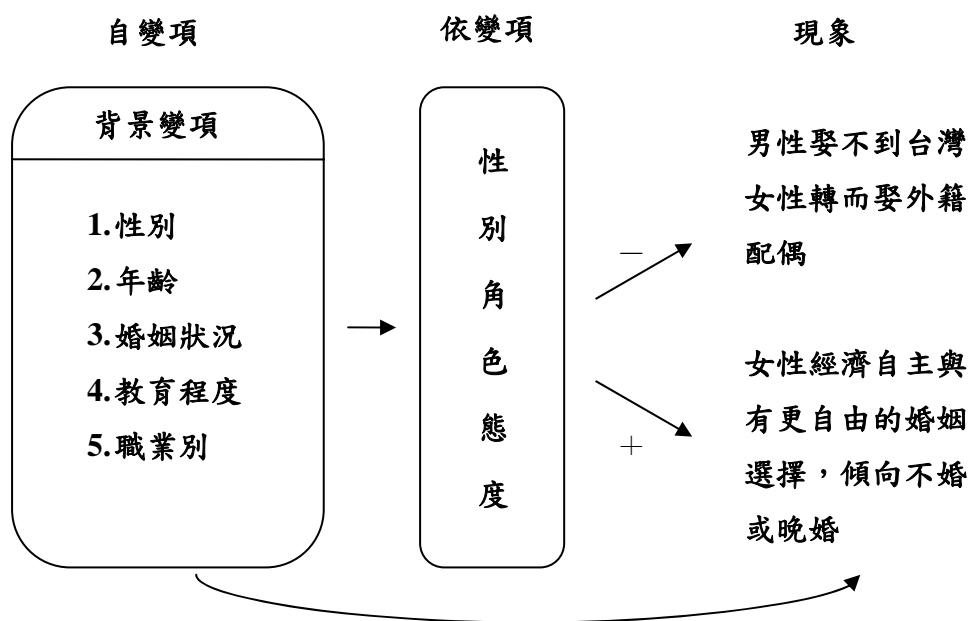 自變項
依變項
現象
背景變項
1.性別
2.年齡
3.婚姻狀況
4.教育程度
5.職業別
性
別
角
色
態
度
－
＋
男性娶不到台灣
女性轉而娶外籍
配偶
女性經濟自主與
有更自由的婚姻
選擇，傾向不婚
或晚婚